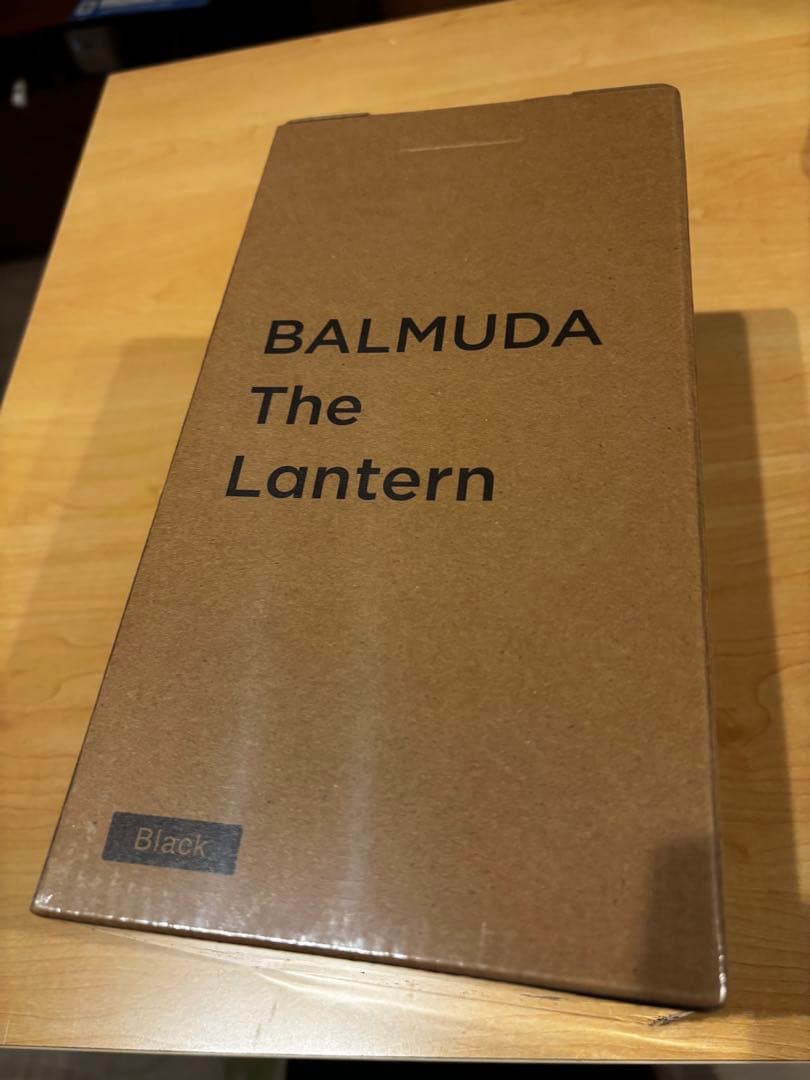 BALMUDA
The
Lantern
Black